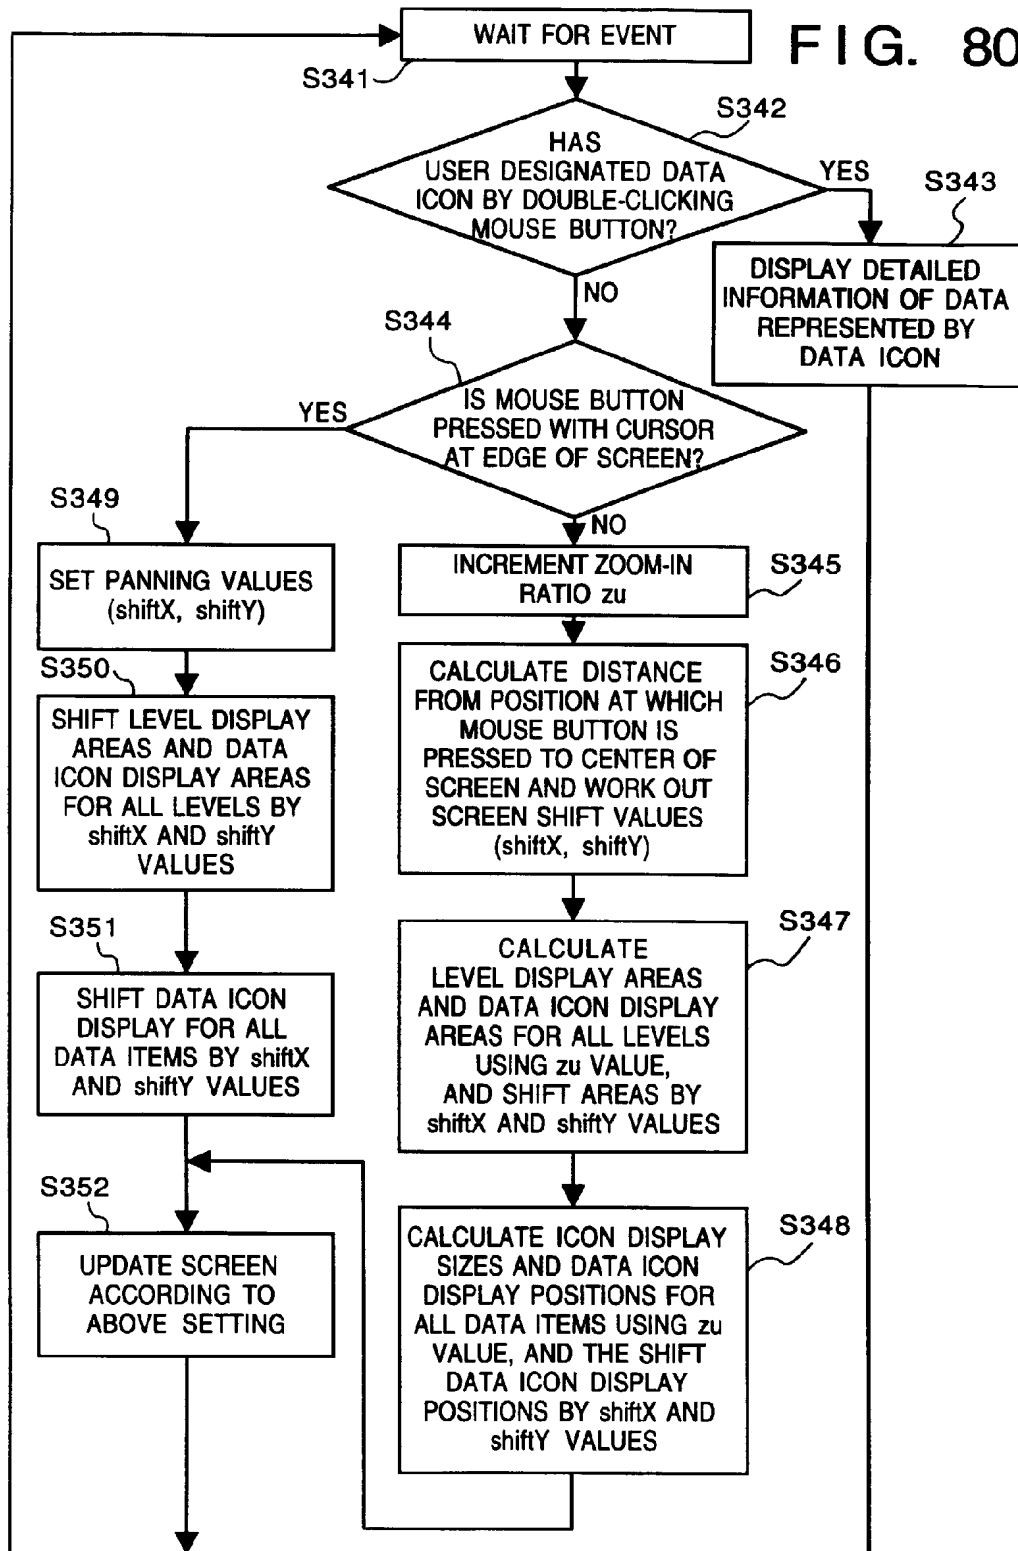 WAIT FOR EVENT
FIG. 80
S341
S342
HAS
USER DESIGNATED DATA
ICON BY DOUBLE-CLICKING
MOUSE BUTTON?
YES
S343
DISPLAY DETAILED
INFORMATION OF DATA
REPRESENTED BY
DATA ICON
NO
S344
IS MOUSE BUTTON
PRESSED WITH CURSOR
AT EDGE OF SCREEN?
YES
NO
S349
SET PANNING VALUES
(shiftX, shiftY)
S345
INCREMENT ZOOM-IN
RATIO zu
S350
SHIFT LEVEL DISPLAY
AREAS AND DATA
ICON DISPLAY AREAS
FOR ALL LEVELS BY
shiftX AND shiftY
VALUES
S346
CALCULATE DISTANCE
FROM POSITION AT WHICH
MOUSE BUTTON IS
PRESSED TO CENTER OF
SCREEN AND WORK OUT
SCREEN SHIFT VALUES
(shiftX, shiftY)
S351
SHIFT DATA ICON
DISPLAY FOR ALL
DATA ITEMS BY shiftX
AND shiftY VALUES
S347
CALCULATE
LEVEL DISPLAY AREAS
AND DATA ICON DISPLAY
AREAS FOR ALL LEVELS
USING zu VALUE,
AND SHIFT AREAS BY
shiftX AND shiftY VALUES
S352
UPDATE SCREEN
ACCORDING TO
ABOVE SETTING
S348
CALCULATE ICON DISPLAY
SIZES AND DATA ICON
DISPLAY POSITIONS FOR
ALL DATA ITEMS USING zu
VALUE, AND THE SHIFT
DATA ICON DISPLAY
POSITIONS BY shiftX AND
shiftY VALUES